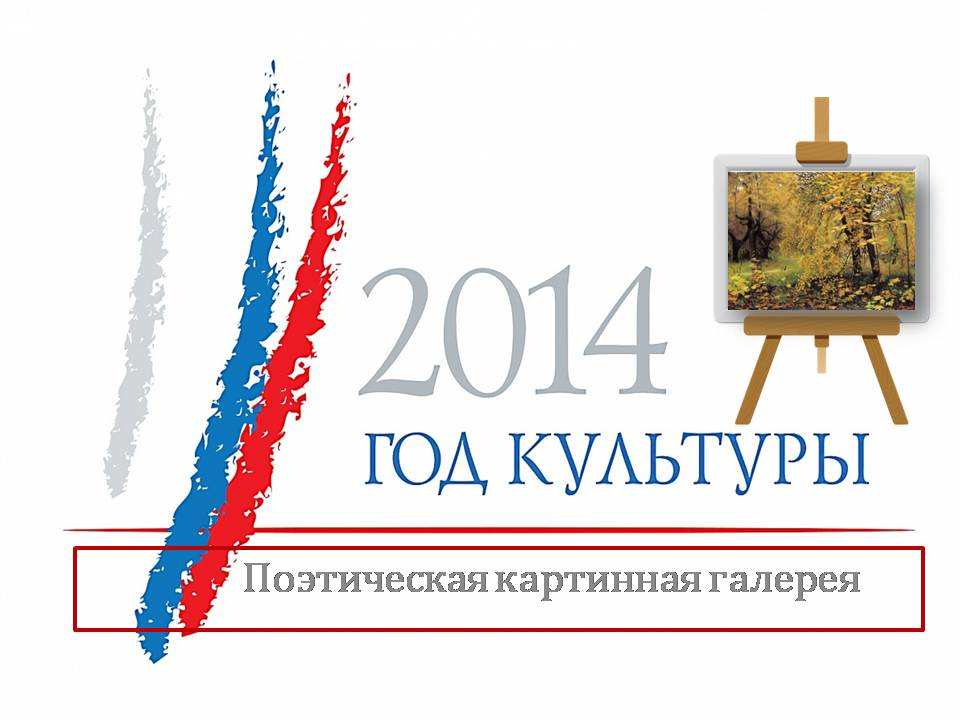 2014
ГОД КУЛЬТУРЫ
Поэтическая картинная галерея